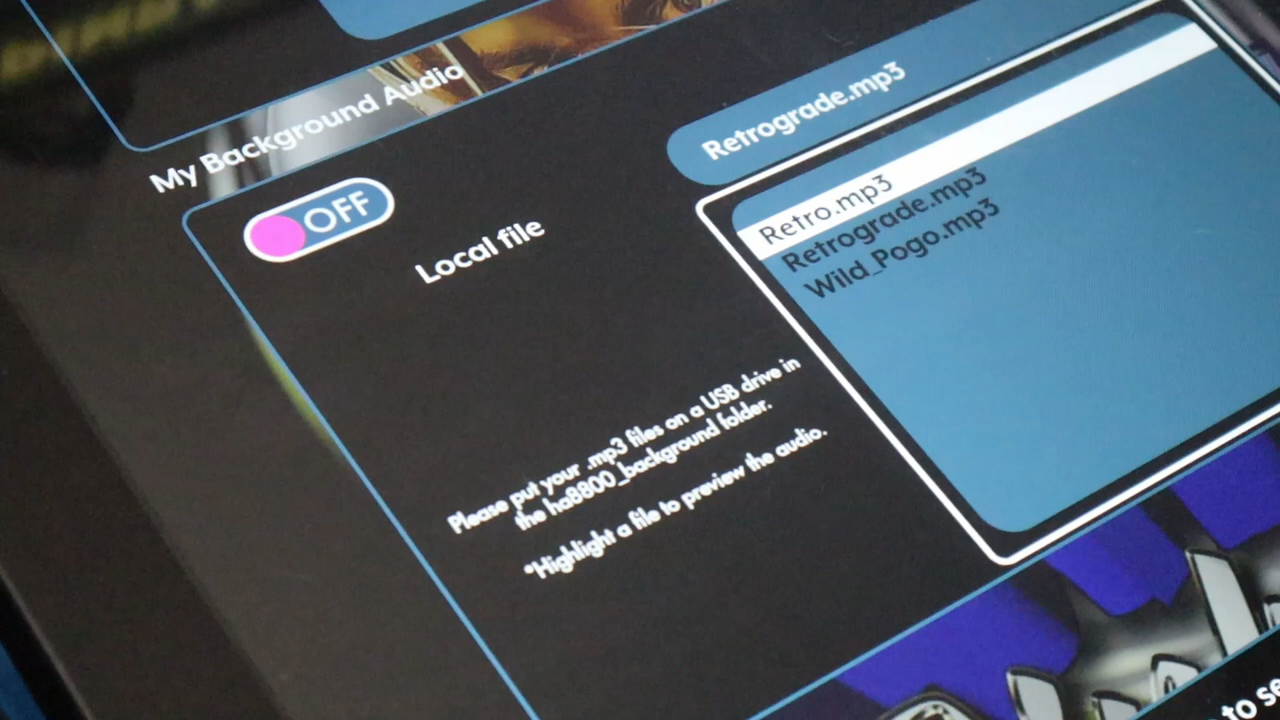 My Background Audio
OFF
Local file
Retrograde.mp3
Retro.mp3
Retrograde.mp3
Wild_Pogo.mp3
Please put your .mp3 files on a USB drive in
the ha8800_background folder.
*Highlight a file to preview the audio.
to se